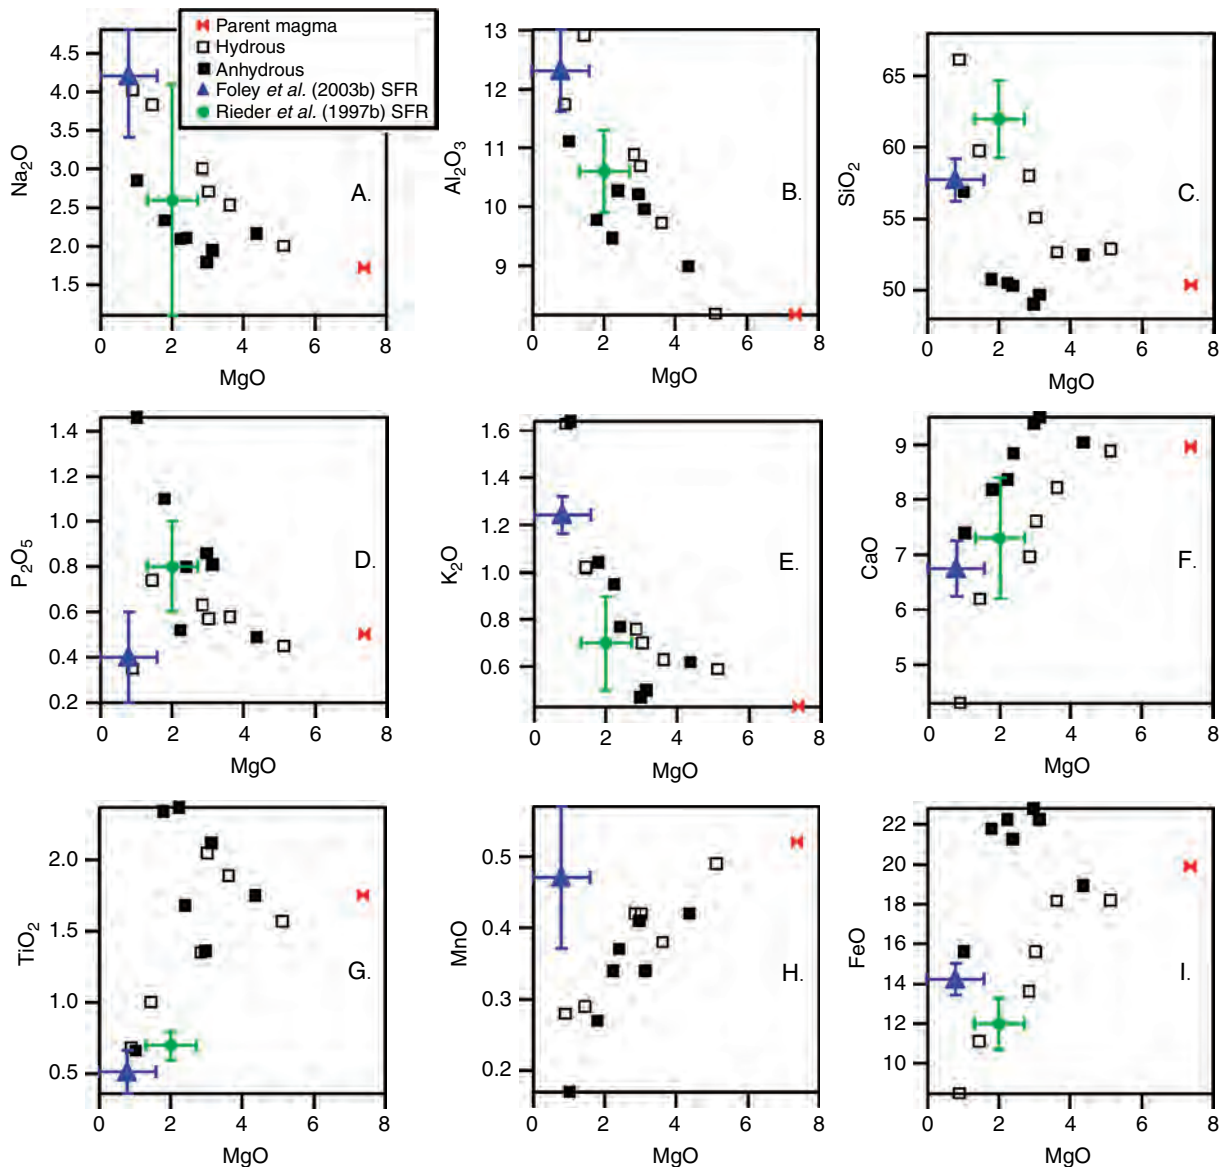 Parent magma
Hydrous
Anhydrous
Foley et al. (2003b) SFR
Rieder et al. (1997b) SFR
4.5
4.0
3.5
3.0
2.5
2.0
1.5
Na2O
A.
0 2 4 6 8
MgO
13
12
11
10
9
Al2O3
B.
0 2 4 6 8
MgO
65
60
55
50
SiO2
C.
0 2 4 6 8
MgO
1.4
1.2
1.0
0.8
0.6
0.4
0.2
P2O5
D.
0 2 4 6 8
MgO
1.6
1.4
1.2
1.0
0.8
0.6
K2O
E.
0 2 4 6 8
MgO
9
8
7
6
5
CaO
F.
0 2 4 6 8
MgO
2.0
1.5
1.0
0.5
TiO2
G.
0 2 4 6 8
MgO
0.5
0.4
0.3
0.2
MnO
H.
0 2 4 6 8
MgO
22
20
18
16
14
12
10
FeO
I.
0 2 4 6 8
MgO